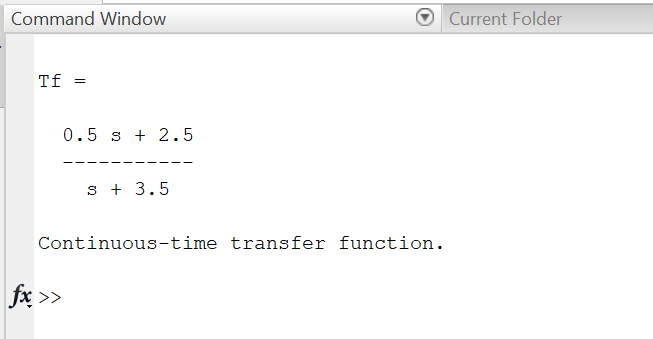 Command Window Current Folder
Tf =
0.5 s + 2.5
-----------
s + 3.5
Continuous-time transfer function.
fx >>